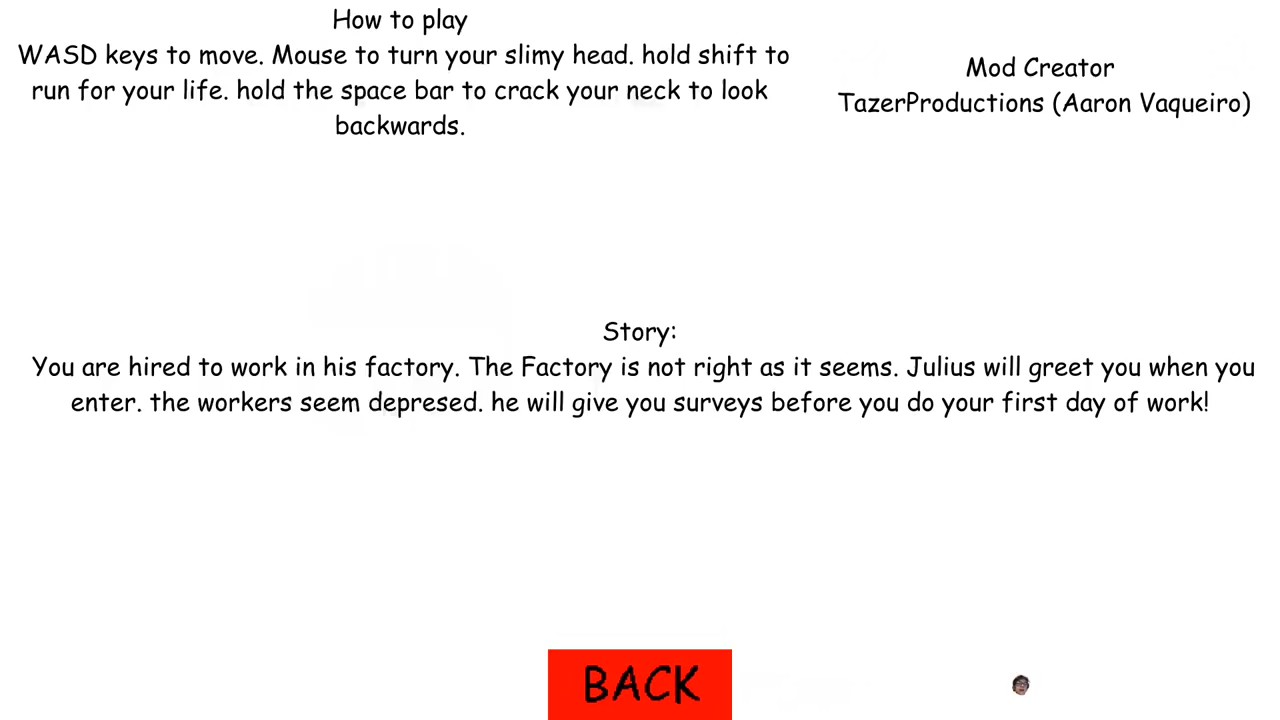 How to play
WASD keys to move. Mouse to turn your slimy head. hold shift to
run for your life. hold the space bar to crack your neck to look
backwards.
Mod Creator
TazerProductions (Aaron Vaqueiro)
Story:
You are hired to work in his factory. The Factory is not right as it seems. Julius will greet you when you
enter. the workers seem depresed. he will give you surveys before you do your first day of work!
BACK